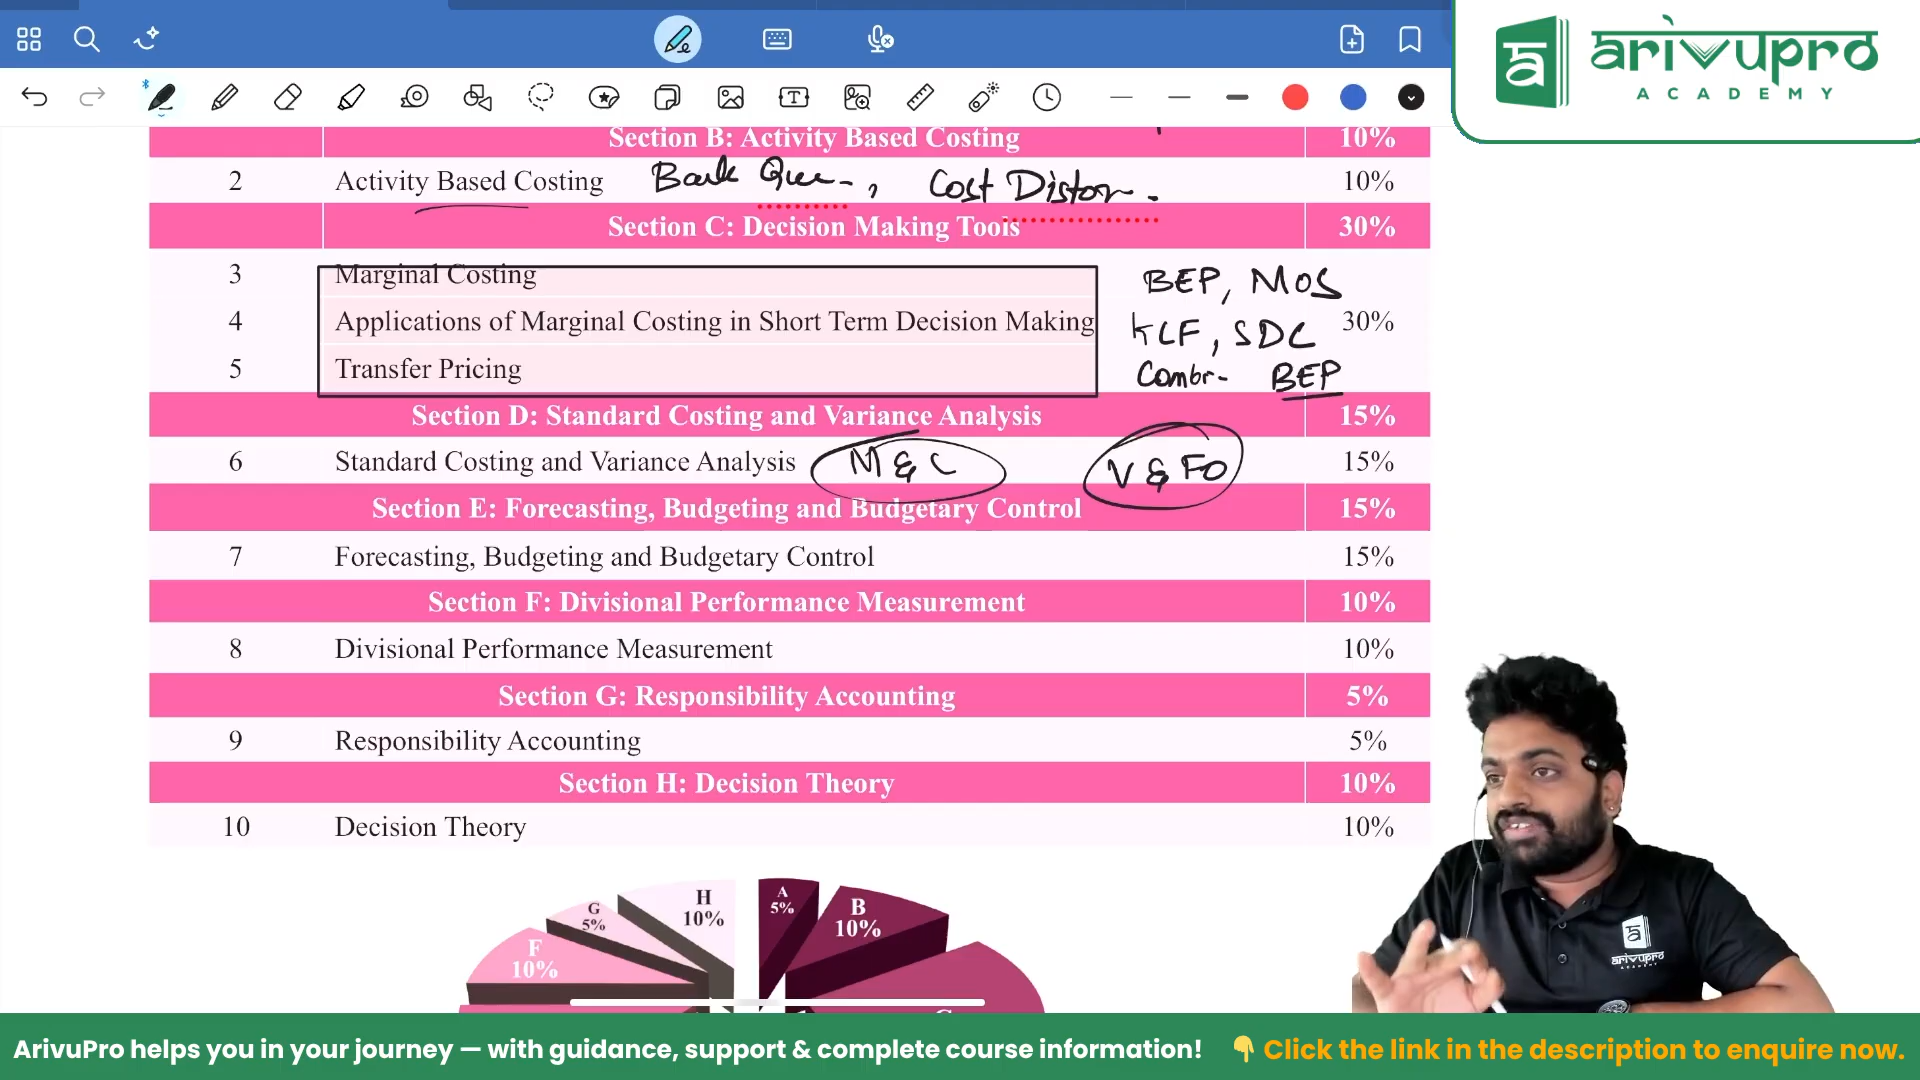 arivupro
ACADEMY
Section B: Activity Based Costing 10%
2 Activity Based Costing Bank Que-, Cost Distor-. 10%
Section C: Decision Making Tools 30%
3 Marginal Costing BEP, MOS
4 Applications of Marginal Costing in Short Term Decision Making KLF, SDC 30%
5 Transfer Pricing Combr- BEP
Section D: Standard Costing and Variance Analysis 15%
6 Standard Costing and Variance Analysis M & L V & FO 15%
Section E: Forecasting, Budgeting and Budgetary Control 15%
7 Forecasting, Budgeting and Budgetary Control 15%
Section F: Divisional Performance Measurement 10%
8 Divisional Performance Measurement 10%
Section G: Responsibility Accounting 5%
9 Responsibility Accounting 5%
Section H: Decision Theory 10%
10 Decision Theory 10%
A
5%
B
10%
H
10%
G
5%
F
10%
arivupro
ACADEMY
ArivuPro helps you in your journey — with guidance, support & complete course information! 👇 Click the link in the description to enquire now.